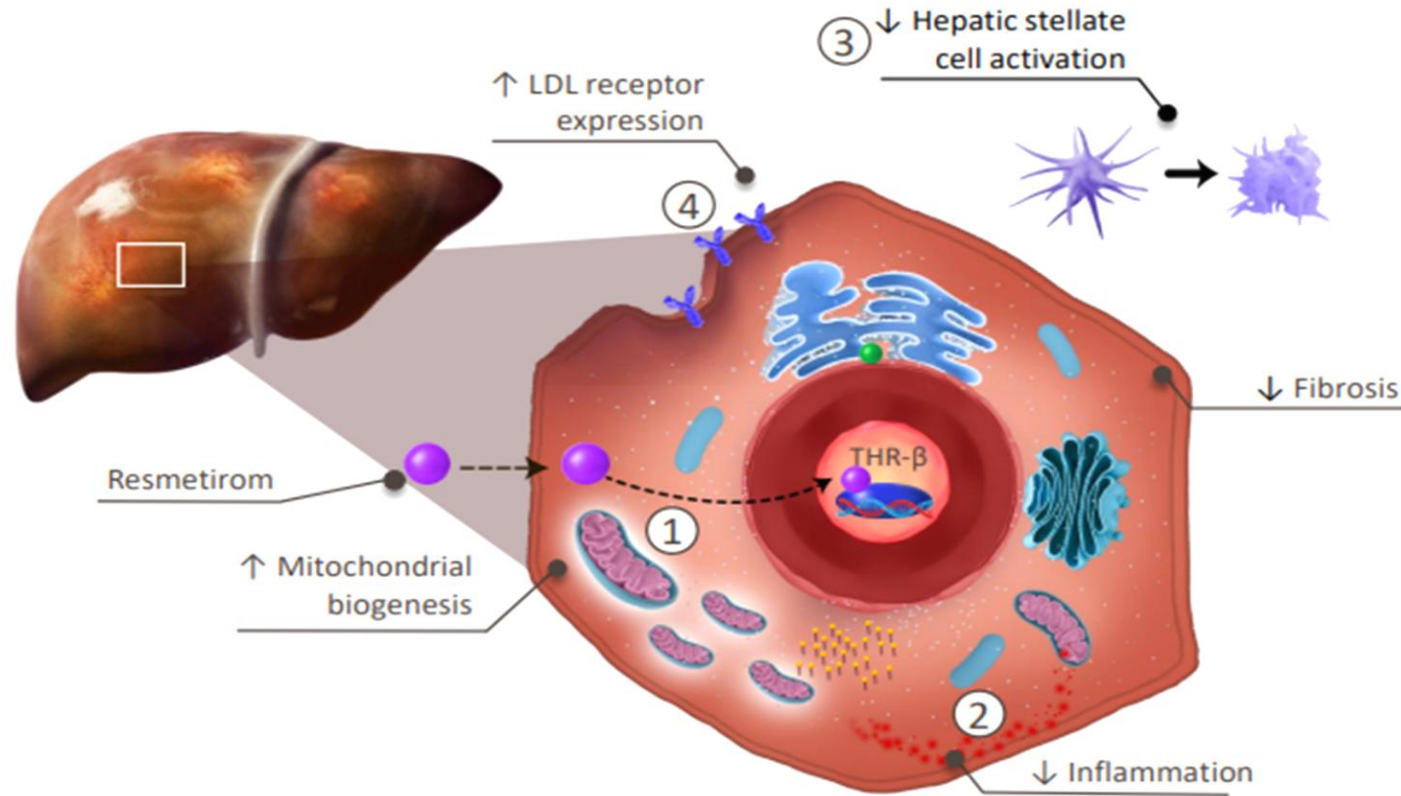 ③ ↓ Hepatic stellate
cell activation
↑ LDL receptor
expression
④
↓ Fibrosis
THR-β
Resmetirom
①
↑ Mitochondrial
biogenesis
②
↓ Inflammation